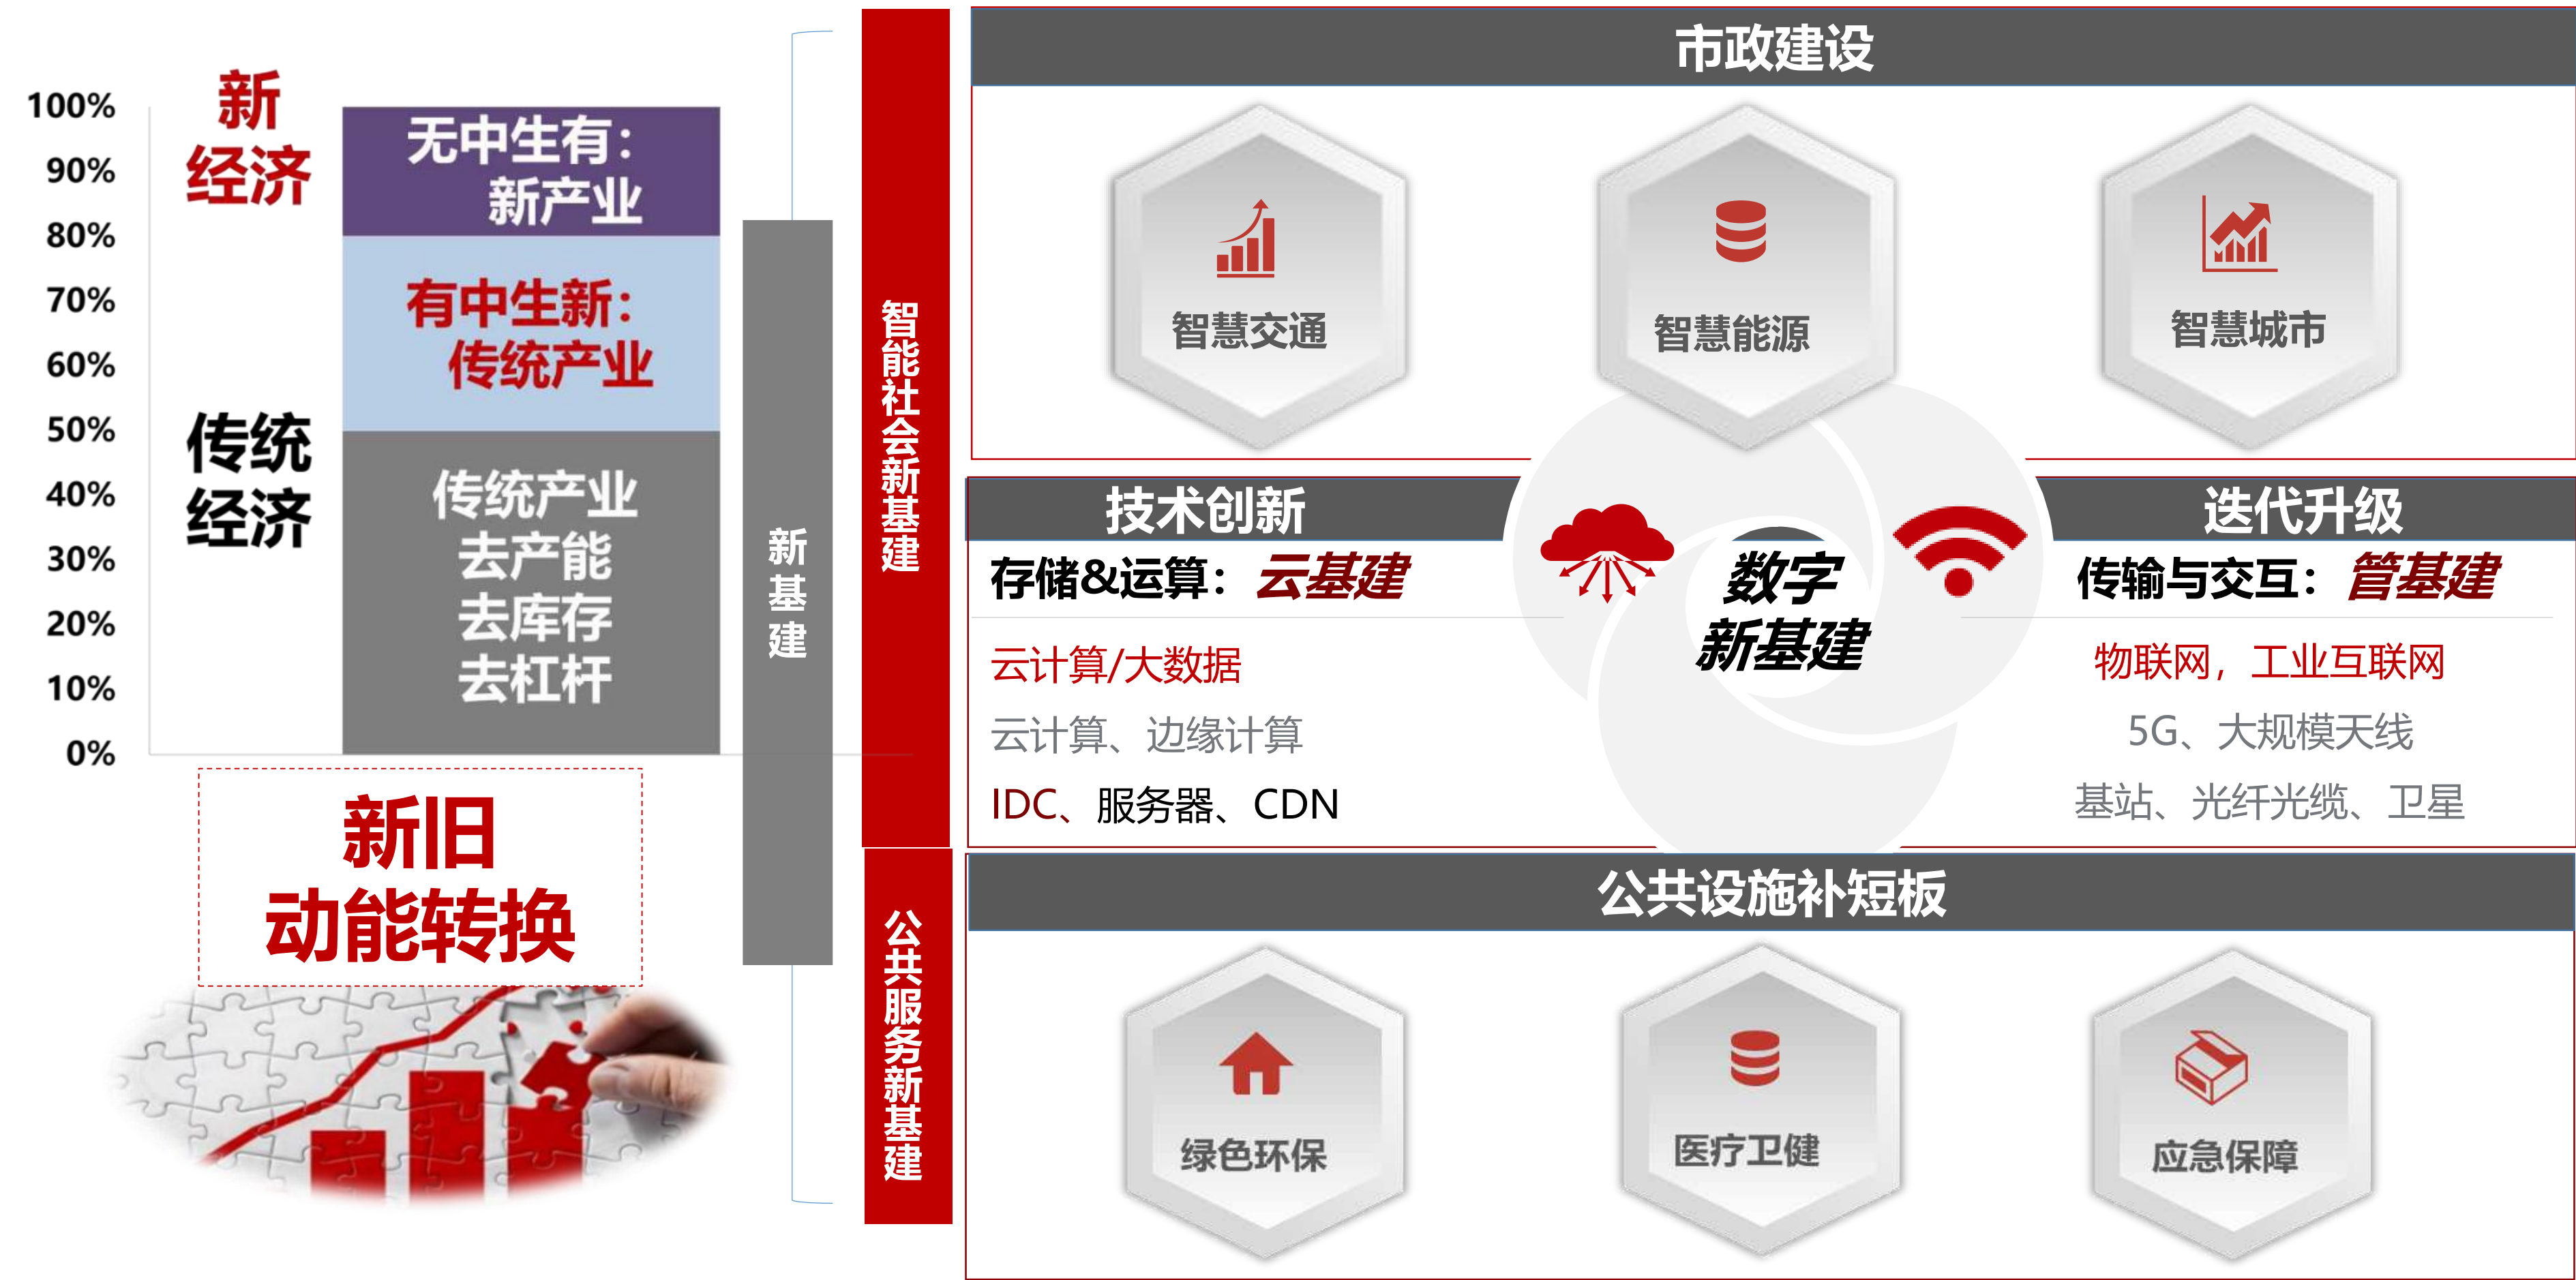 100%
90%
80%
70%
60%
50%
40%
30%
20%
10%
0%
新
经济
传统
经济
无中生有：
新产业
有中生新：
传统产业
传统产业
去产能
去库存
去杠杆
新旧
动能转换
新基建
智能社会新基建
公共服务新基建
市政建设
智慧交通
智慧能源
智慧城市
技术创新
存储&运算：云基建
云计算/大数据
云计算、边缘计算
IDC、服务器、CDN
数字
新基建
迭代升级
传输与交互：管基建
物联网，工业互联网
5G、大规模天线
基站、光纤光缆、卫星
公共设施补短板
绿色环保
医疗卫健
应急保障